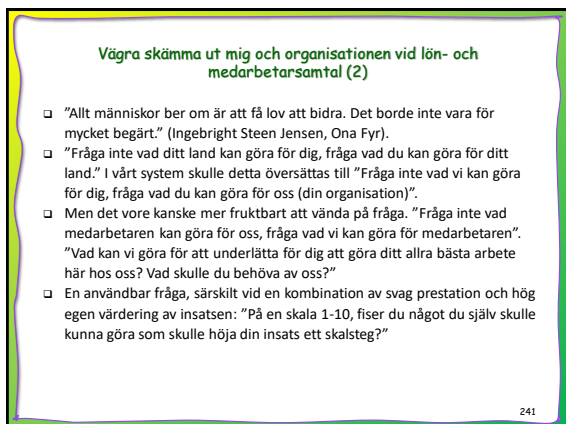 Vägra skämma ut mig och organisationen vid lön- och
medarbetarsamtal (2)
❑ ”Allt människor ber om är att få lov att bidra. Det borde inte vara för
mycket begärt.” (Ingebright Steen Jensen, Ona Fyr).
❑ ”Fråga inte vad ditt land kan göra för dig, fråga vad du kan göra för ditt
land.” I vårt system skulle detta översättas till ”Fråga inte vad vi kan göra
för dig, fråga vad du kan göra för oss (din organisation)”.
❑ Men det vore kanske mer fruktbart att vända på fråga. ”Fråga inte vad
medarbetaren kan göra för oss, fråga vad vi kan göra för medarbetaren”.
”Vad kan vi göra för att underlätta för dig att göra ditt allra bästa arbete
här hos oss? Vad skulle du behöva av oss?”
❑ En användbar fråga, särskilt vid en kombination av svag prestation och hög
egen värdering av insatsen: ”På en skala 1-10, fiser du något du själv skulle
kunna göra som skulle höja din insats ett skalsteg?”
241